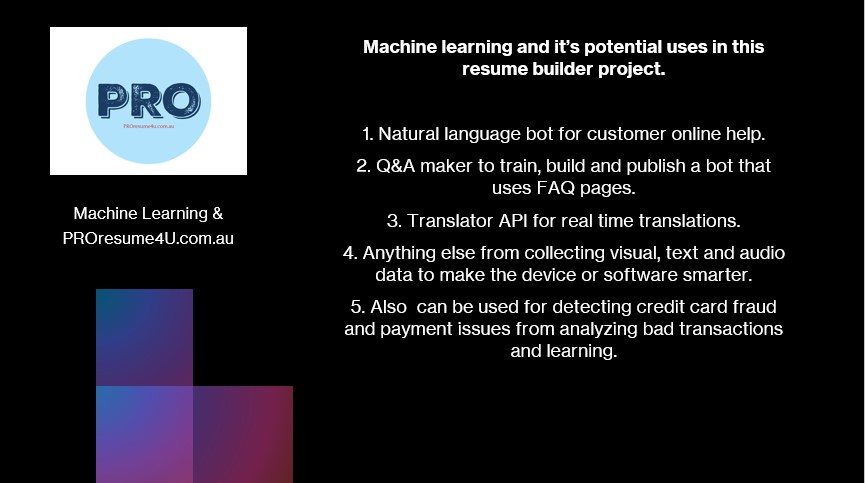 PRO
PROresume4u.com.au
Machine Learning &
PROresume4U.com.au
Machine learning and it's potential uses in this
resume builder project.
1. Natural language bot for customer online help.
2. Q&A maker to train, build and publish a bot that
uses FAQ pages.
3. Translator API for real time translations.
4. Anything else from collecting visual, text and audio
data to make the device or software smarter.
5. Also  can be used for detecting credit card fraud
and payment issues from analyzing bad transactions
and learning.